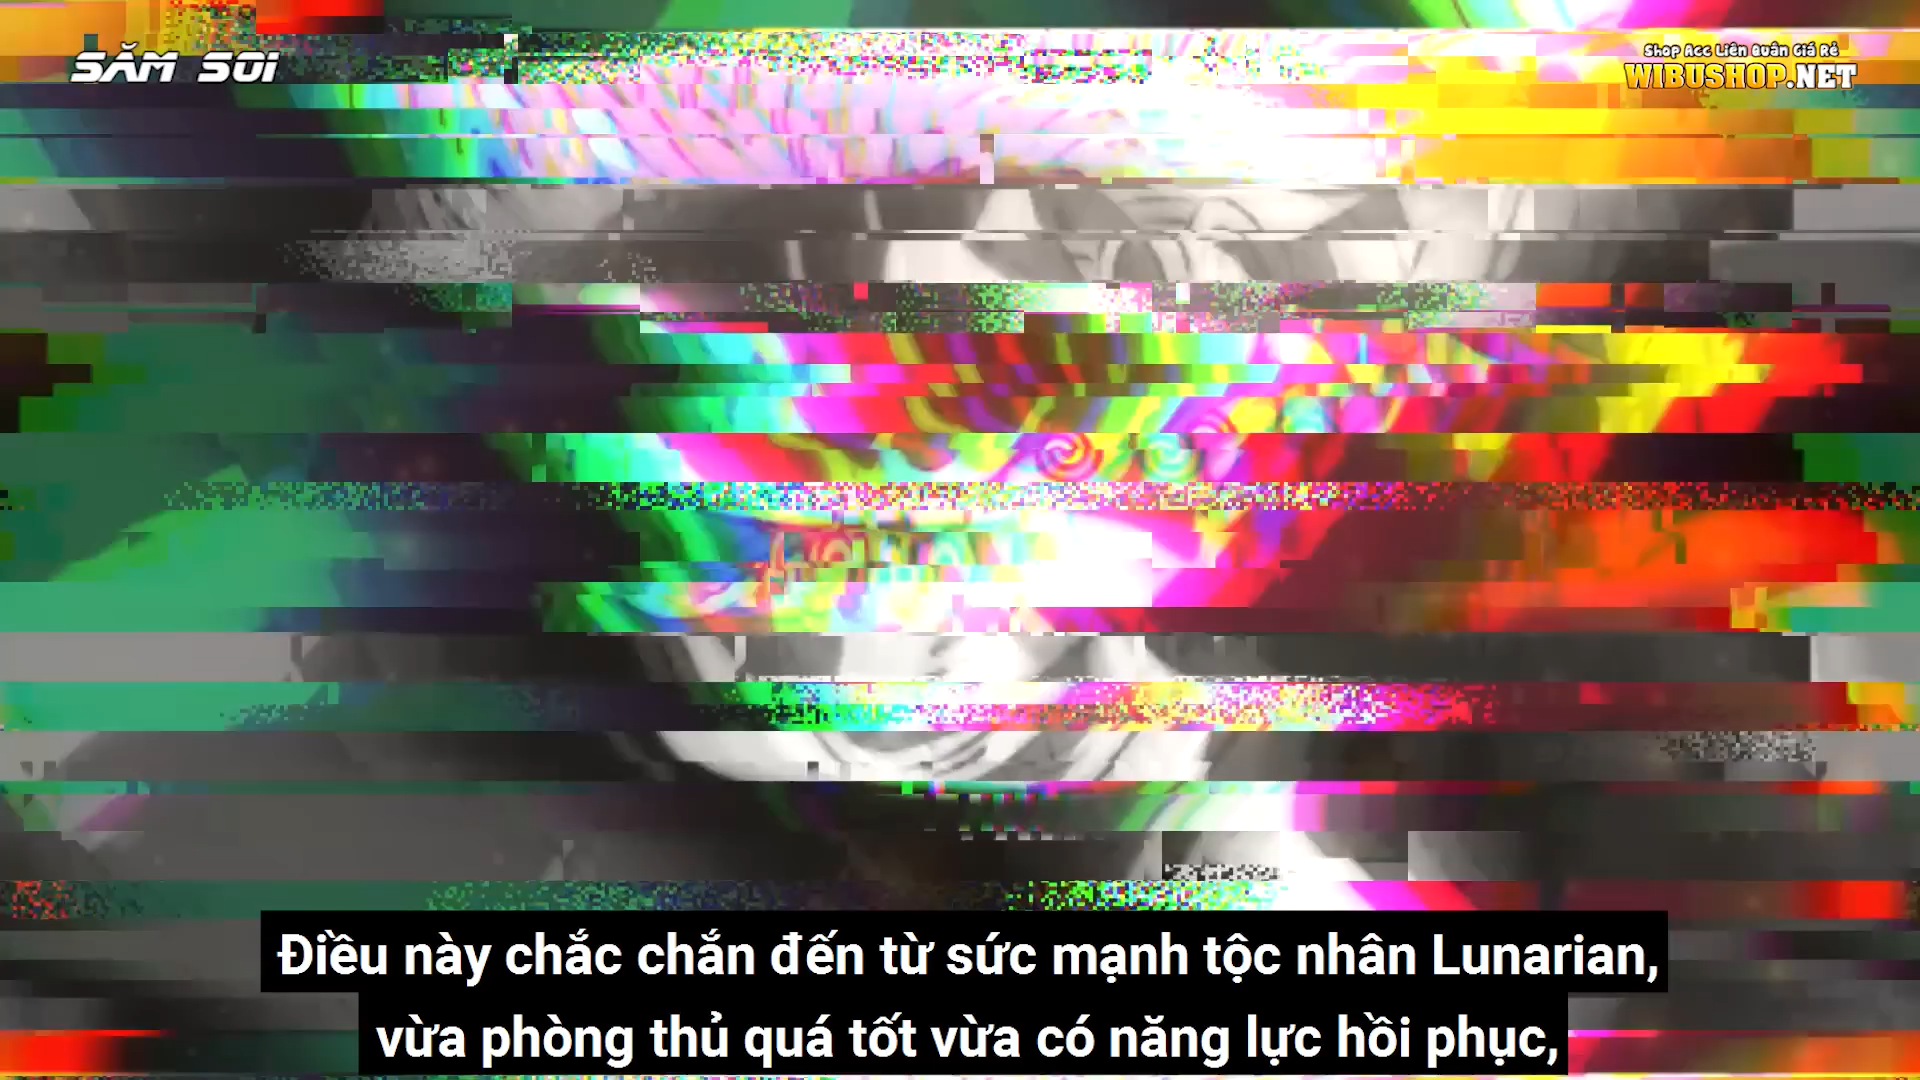 SĂM SOI
Shop Acc Liên Quân Giá Rẻ
WIBUSHOP.NET
Điều này chắc chắn đến từ sức mạnh tộc nhân Lunarian,
vừa phòng thủ quá tốt vừa có năng lực hồi phục,